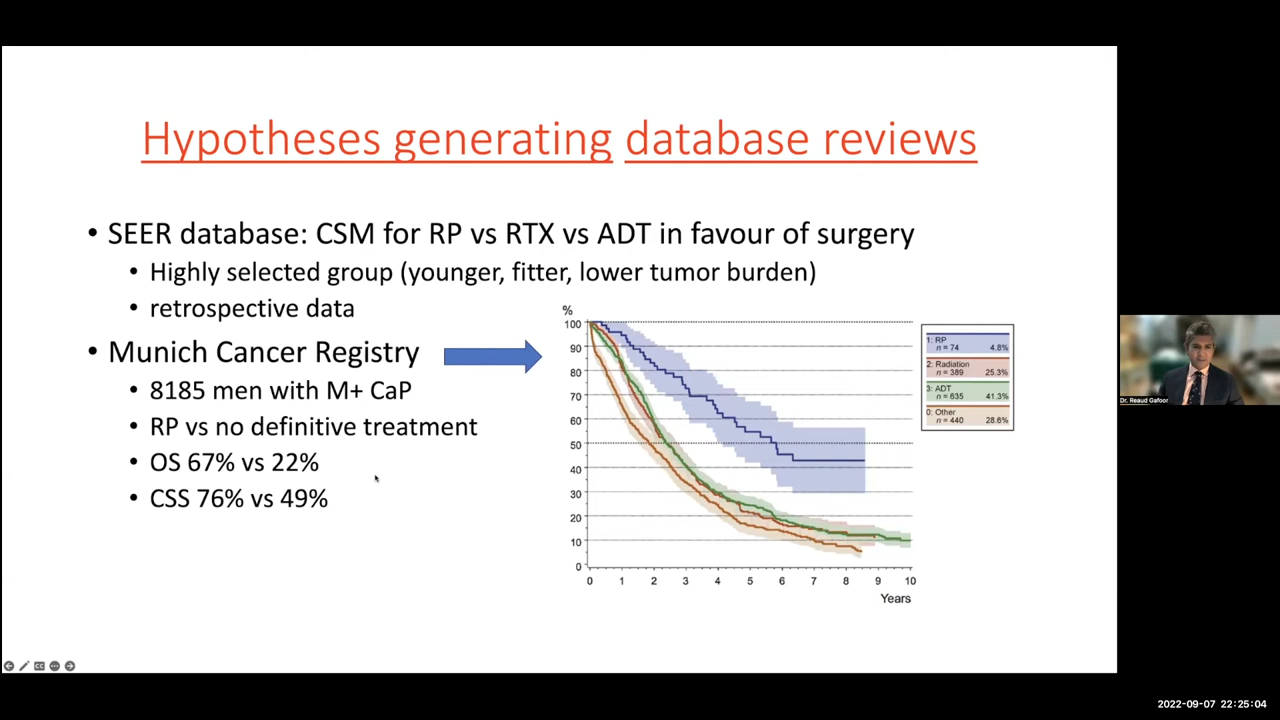 Hypotheses generating database reviews
• SEER database: CSM for RP vs RTX vs ADT in favour of surgery
• Highly selected group (younger, fitter, lower tumor burden)
• retrospective data
• Munich Cancer Registry
• 8185 men with M+ CaP
• RP vs no definitive treatment
• OS 67% vs 22%
• CSS 76% vs 49%
%
100
90
80
70
60
50
40
30
20
10
0
0 1 2 3 4 5 6 7 8 9 10
Years
1: RP
n = 74 4.8%
2: Radiation
n = 389 25.3%
3: ADT
n = 635 41.3%
0: Other
n = 440 28.6%
Dr. Reaud Gafoor
2022-09-07 22:25:04